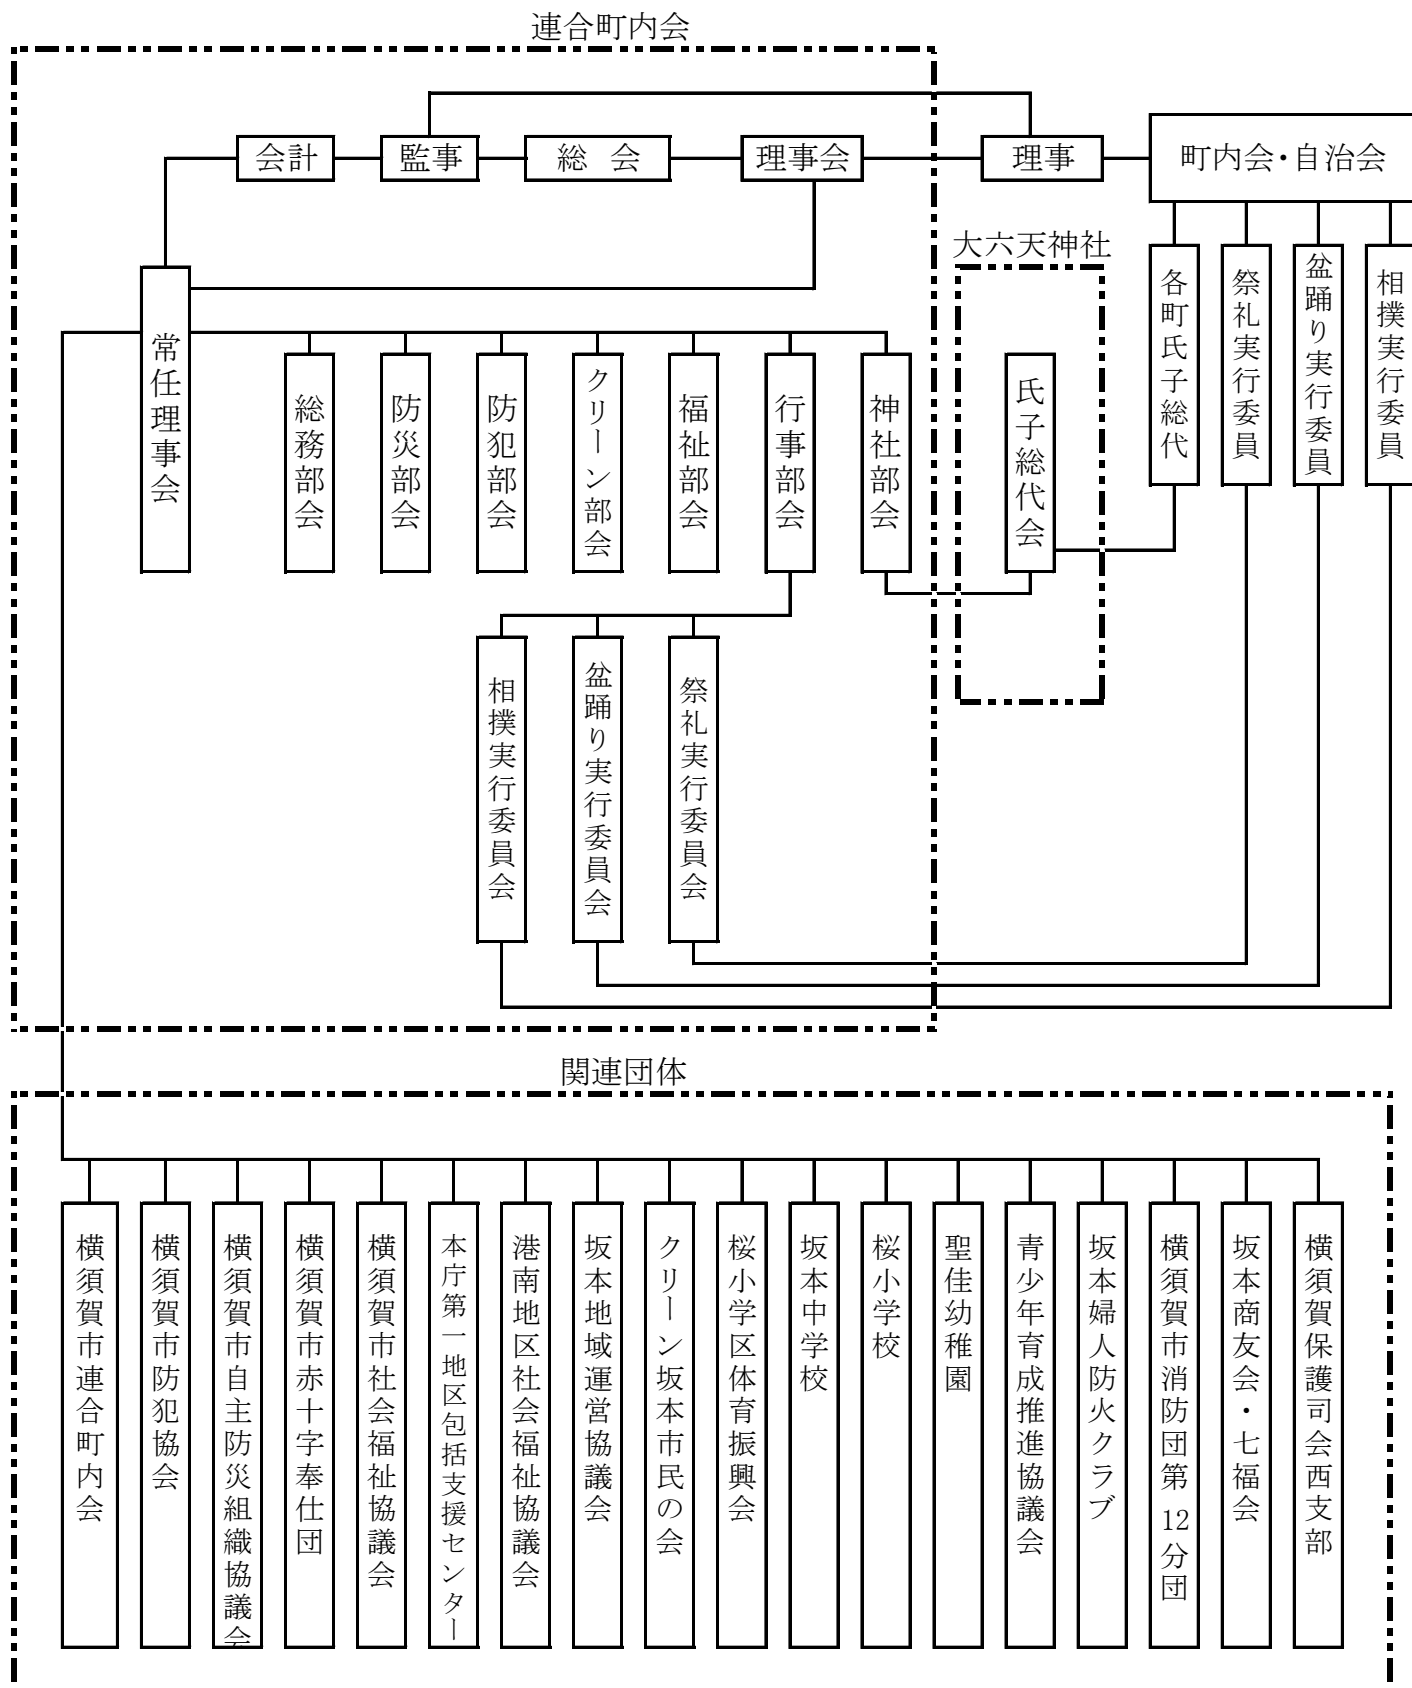 連合町内会
会計
監事
総 会
理事会
理事
町内会・自治会
大六天神社
各町氏子総代
祭礼実行委員
盆踊り実行委員
相撲実行委員
常任理事会
総務部会
防災部会
防犯部会
クリーン部会
福祉部会
行事部会
神社部会
氏子総代会
相撲実行委員会
盆踊り実行委員会
祭礼実行委員会
関連団体
横須賀市連合町内会
横須賀市防犯協会
横須賀市自主防災組織協議会
横須賀市赤十字奉仕団
横須賀市社会福祉協議会
本庁第一地区包括支援センター
港南地区社会福祉協議会
坂本地域運営協議会
クリーン坂本市民の会
桜小学区体育振興会
坂本中学校
桜小学校
聖佳幼稚園
青少年育成推進協議会
坂本婦人防火クラブ
横須賀市消防団第12分団
坂本商友会・七福会
横須賀保護司会西支部